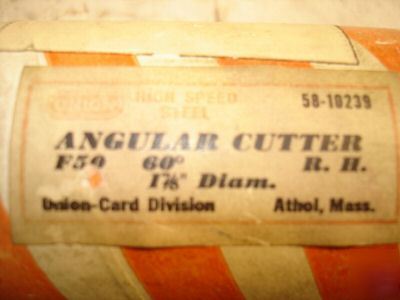 UNION
HIGH SPEED
STEEL
58-10239
ANGULAR CUTTER
F59 60° R. H.
1⅞" Diam.
Union-Card Division Athol, Mass.